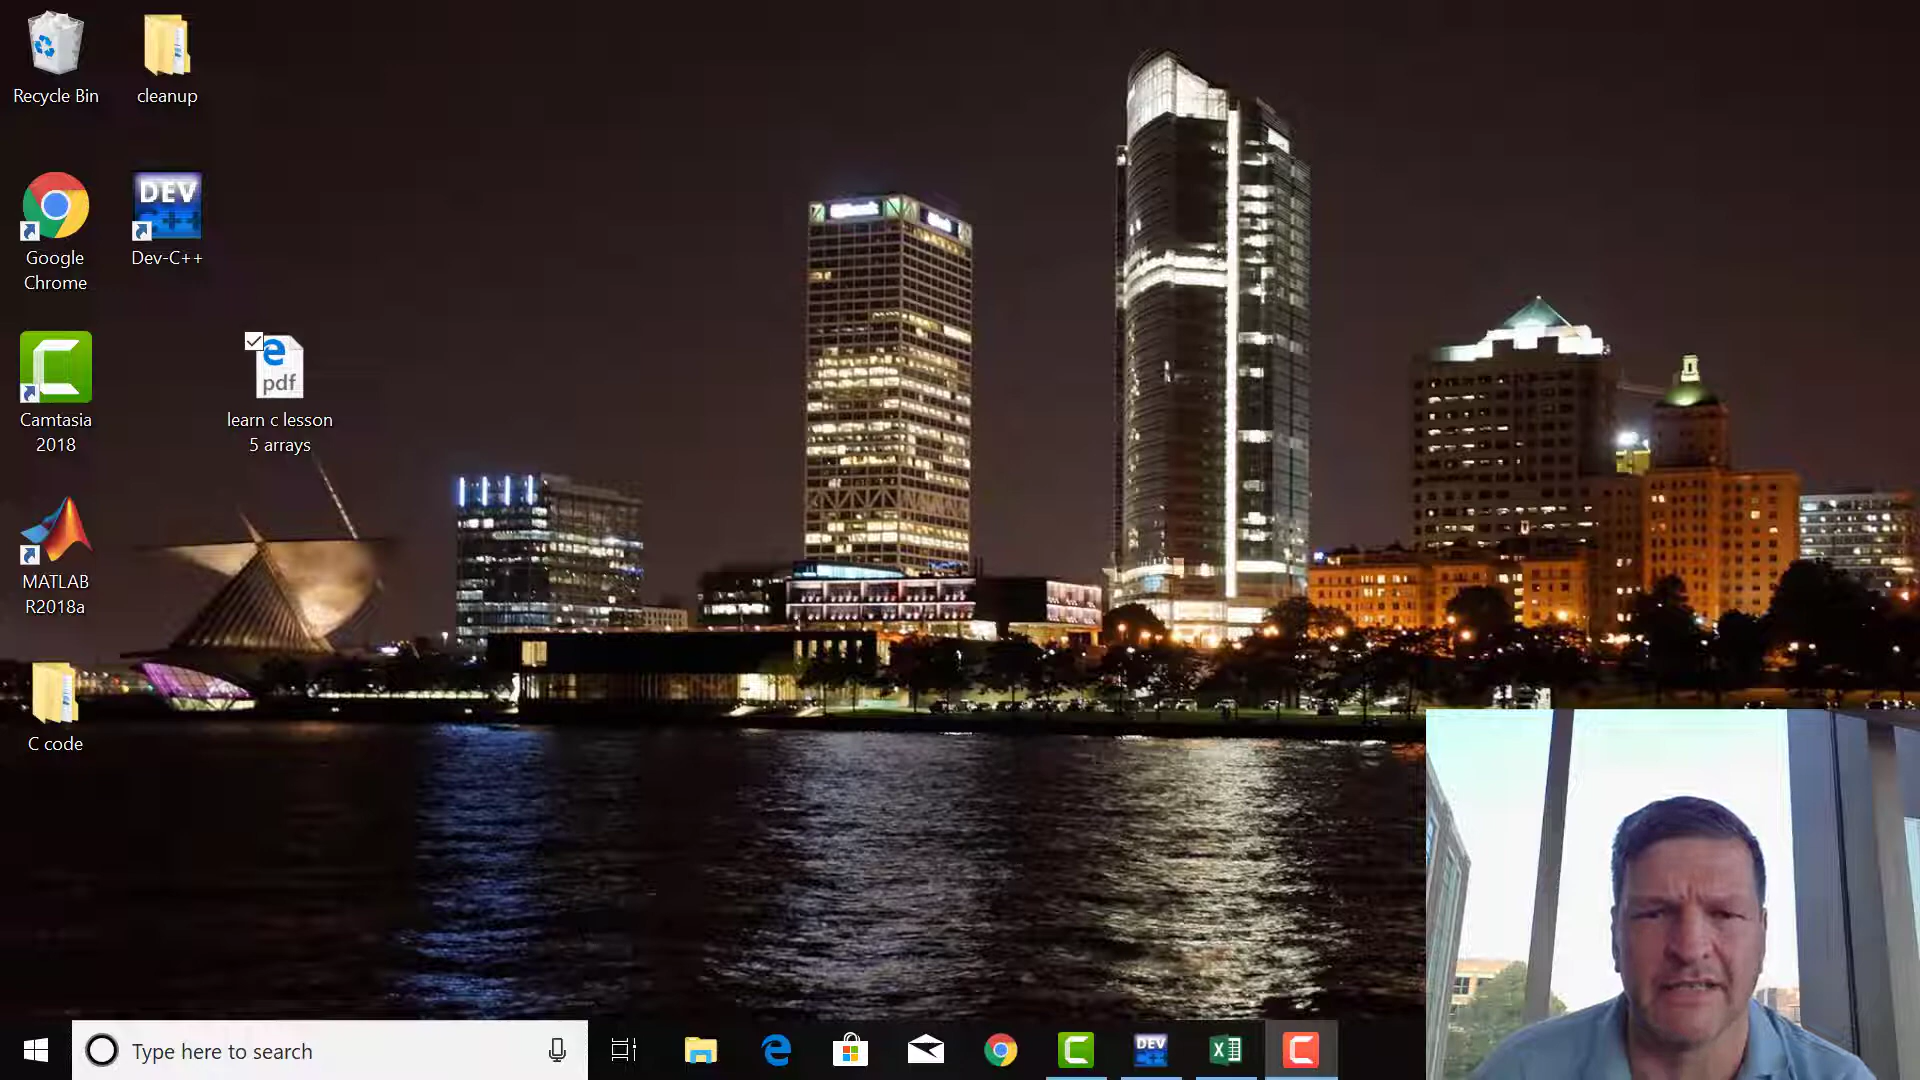 Recycle Bin
cleanup
Google
Chrome
DEV
C++
Dev-C++
Camtasia
2018
pdf
learn c lesson
5 arrays
MATLAB
R2018a
C code
Type here to search
DEV
C++